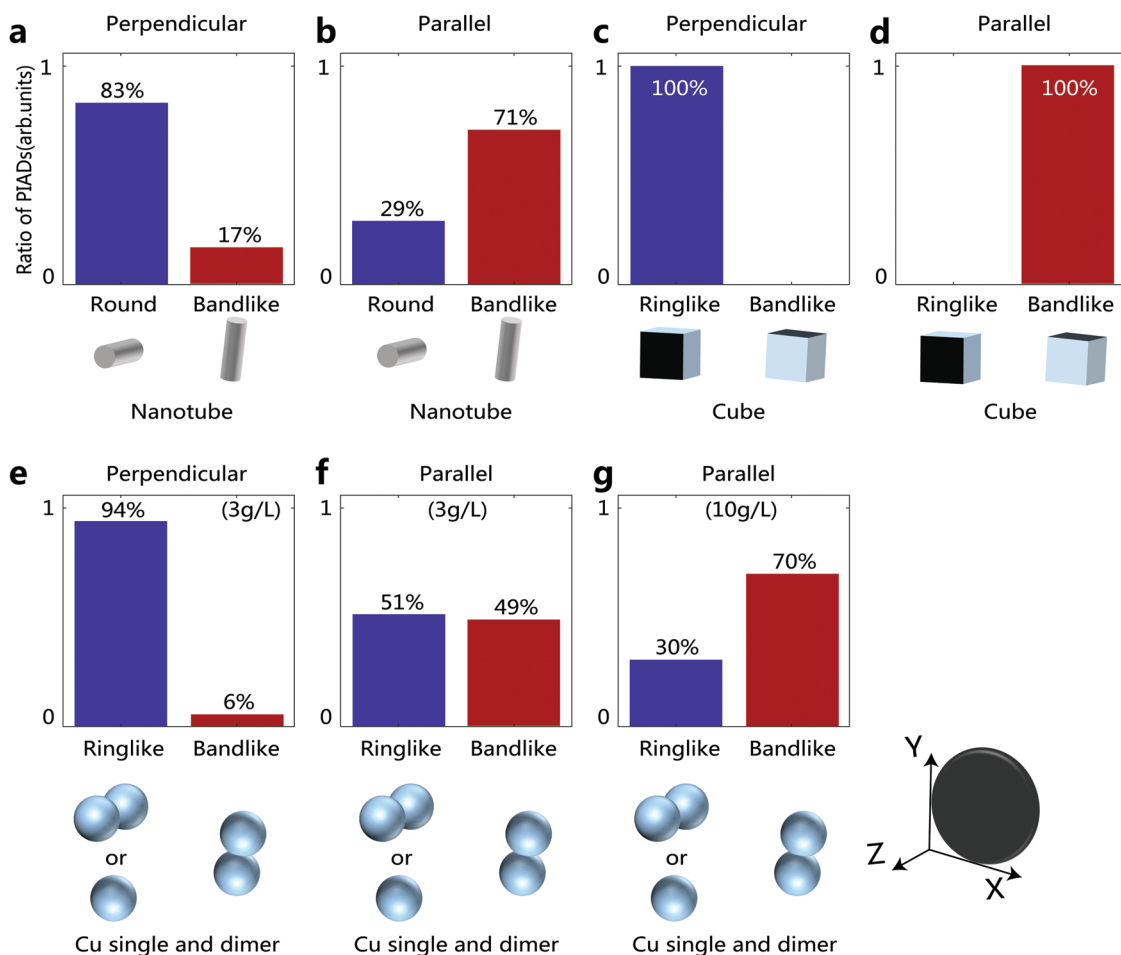 a Perpendicular
b Parallel
c Perpendicular
d Parallel
Ratio of PIADs(arb.units)
1
0
83%
17%
Round Bandlike
Nanotube
29%
71%
Round Bandlike
Nanotube
1
0
100%
Ringlike Bandlike
Cube
1
0
100%
Ringlike Bandlike
Cube
1
0
e Perpendicular
(3g/L)
1
94%
6%
0
Ringlike Bandlike
or
Cu single and dimer
f Parallel
(3g/L)
1
51%
49%
0
Ringlike Bandlike
or
Cu single and dimer
g Parallel
(10g/L)
1
30%
70%
0
Ringlike Bandlike
or
Cu single and dimer
Y
Z
X